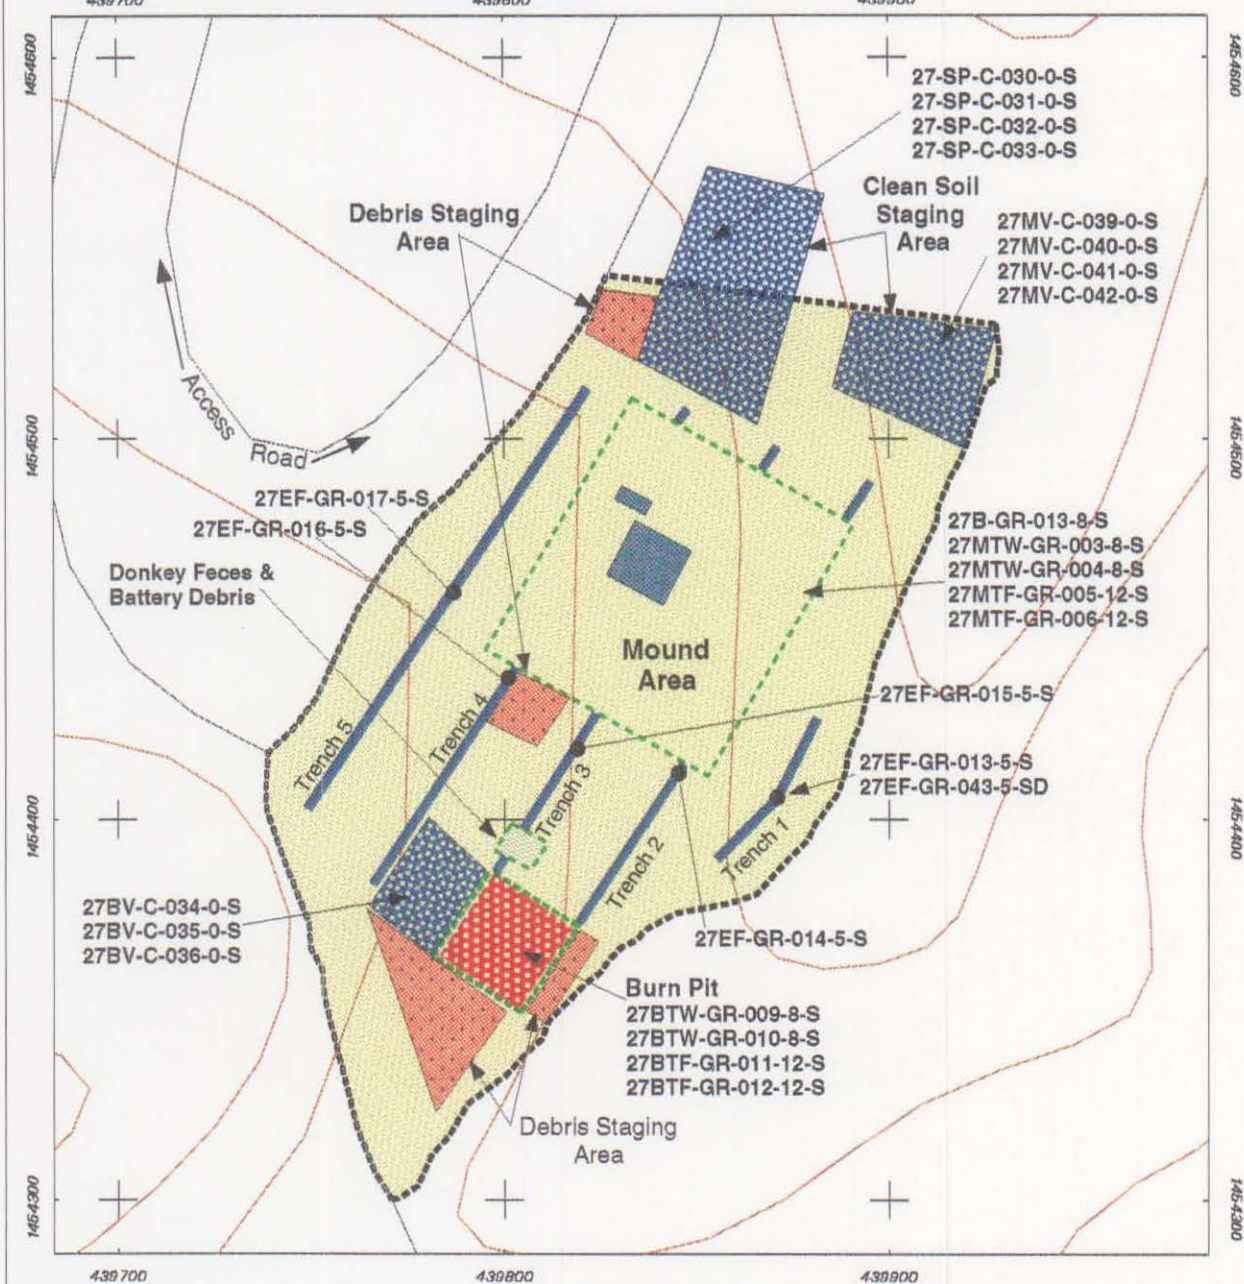 439700
439800
439900
1454600
1454600
27-SP-C-030-0-S
27-SP-C-031-0-S
27-SP-C-032-0-S
27-SP-C-033-0-S
Debris Staging
Area
Clean Soil
Staging
Area
27MV-C-039-0-S
27MV-C-040-0-S
27MV-C-041-0-S
27MV-C-042-0-S
Access
Road
1454500
1454500
27EF-GR-017-5-S
27EF-GR-016-5-S
Donkey Feces &
Battery Debris
27B-GR-013-8-S
27MTW-GR-003-8-S
27MTW-GR-004-8-S
27MTF-GR-005-12-S
27MTF-GR-006-12-S
Mound
Area
27EF-GR-015-5-S
Trench 5
Trench 4
Trench 3
Trench 2
Trench 1
27EF-GR-013-5-S
27EF-GR-043-5-SD
1454400
1454400
27BV-C-034-0-S
27BV-C-035-0-S
27BV-C-036-0-S
27EF-GR-014-5-S
Burn Pit
27BTW-GR-009-8-S
27BTW-GR-010-8-S
27BTF-GR-011-12-S
27BTF-GR-012-12-S
Debris Staging
Area
1454300
1454300
439700
439800
439900